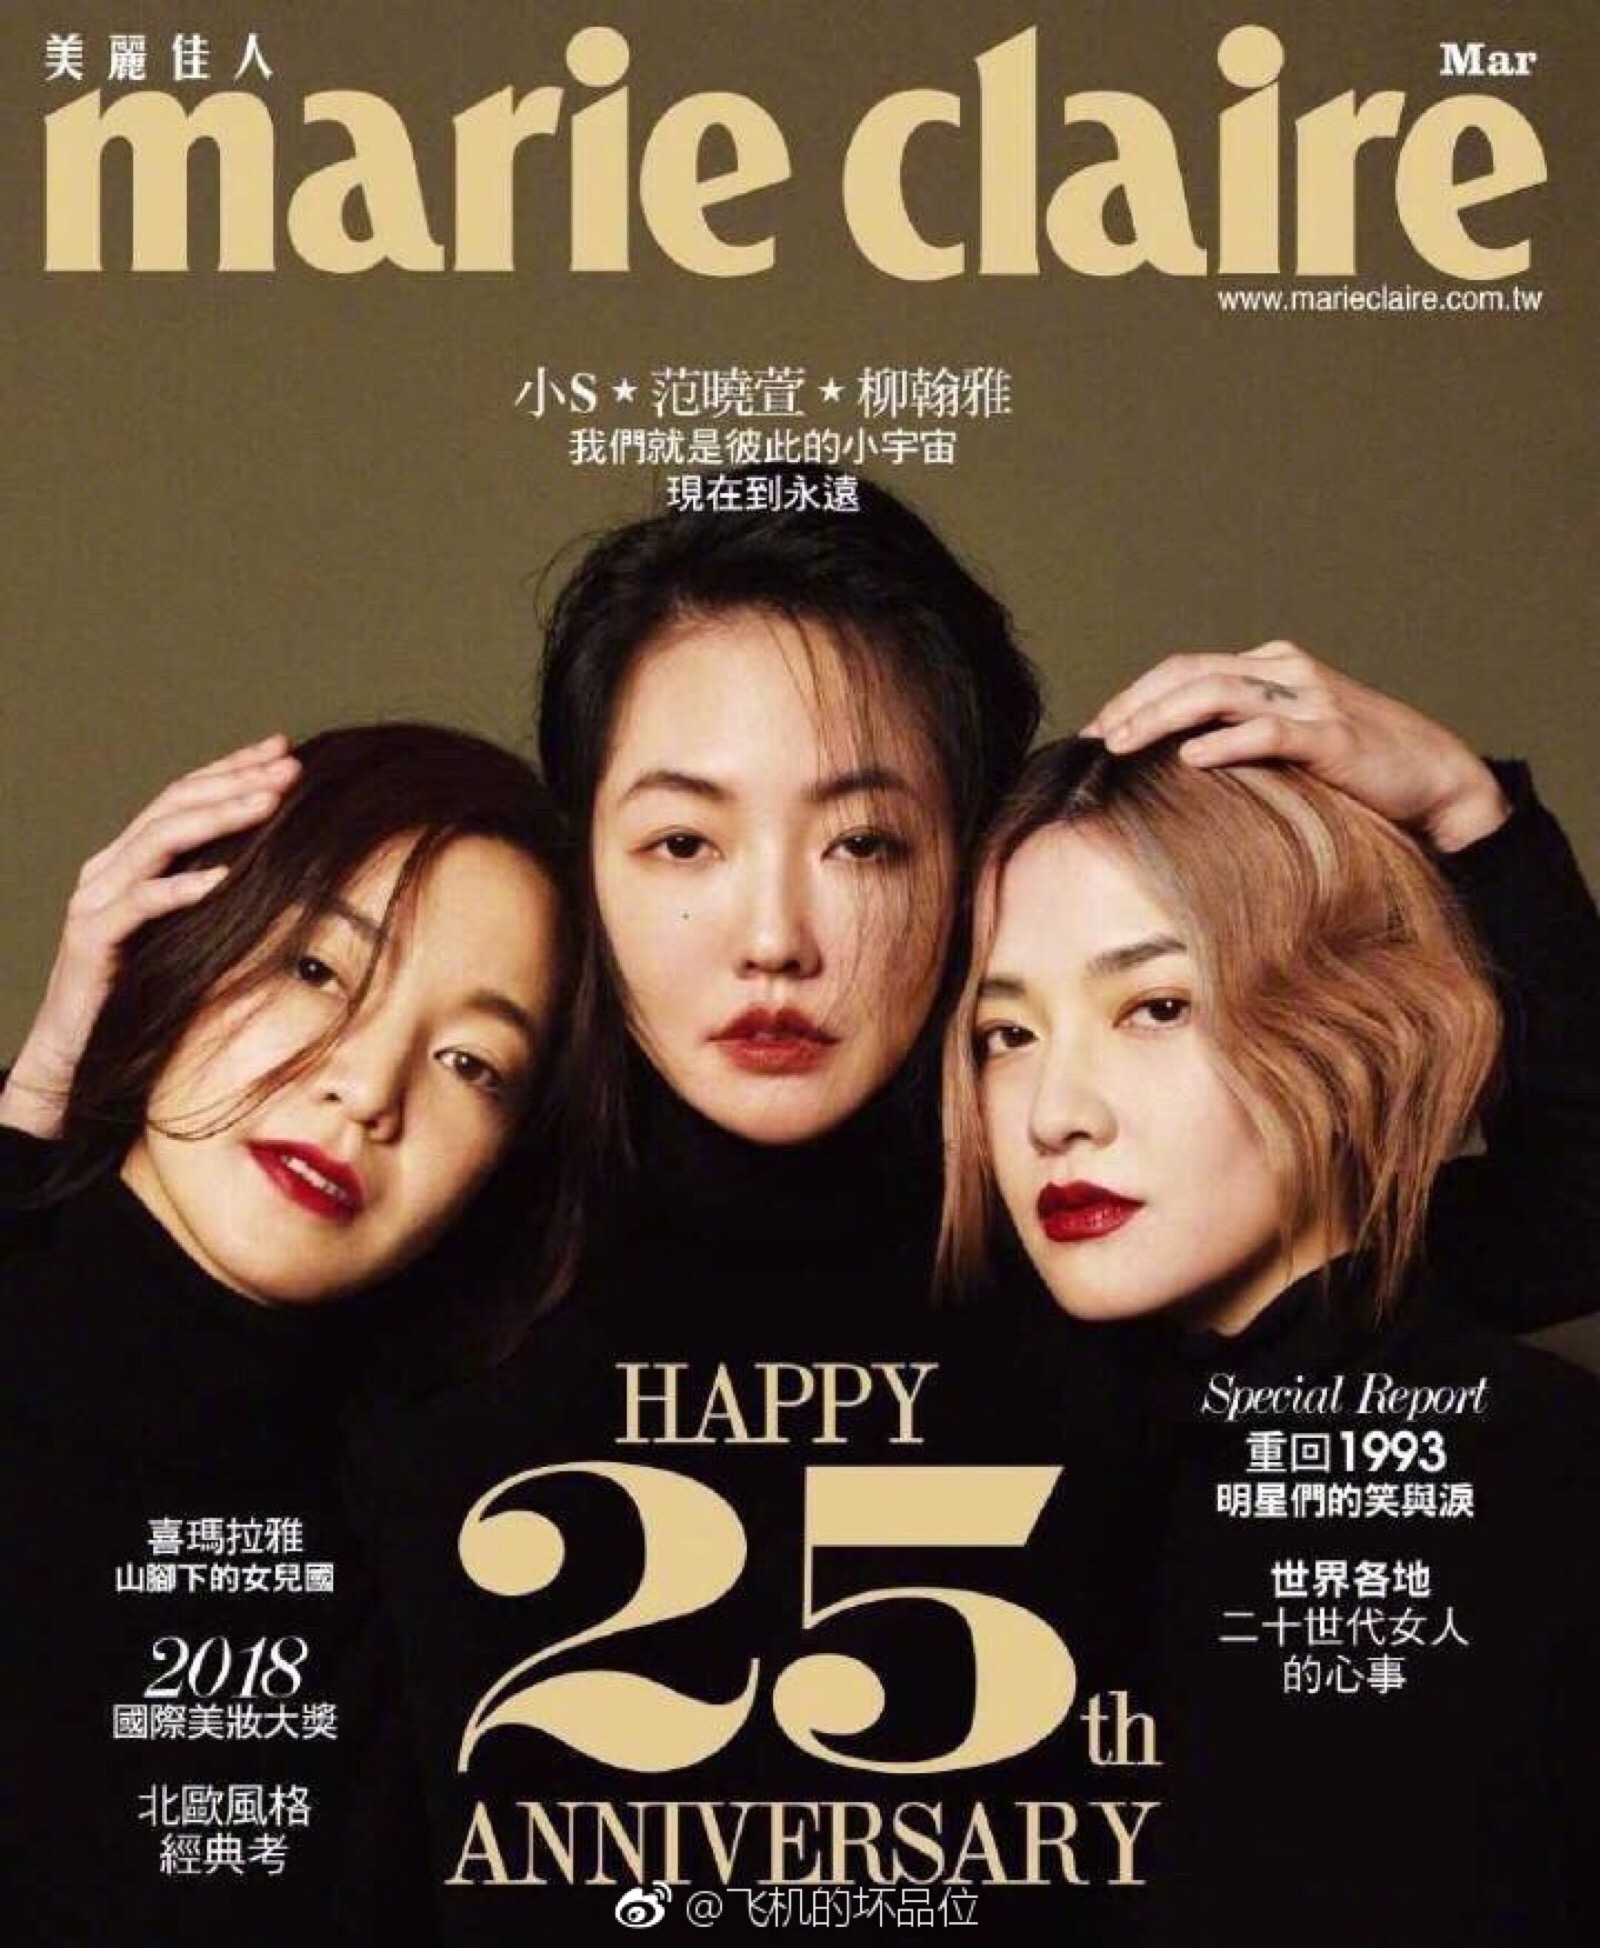 美麗佳人
Mar
marie claire
www.marieclaire.com.tw
小S★范曉萱★柳翰雅
我們就是彼此的小宇宙
現在到永遠
HAPPY
25th
ANNIVERSARY
喜瑪拉雅
山腳下的女兒國
2018
國際美妝大獎
北歐風格
經典考
Special Report
重回1993
明星們的笑與淚
世界各地
二十世代女人
的心事
@飞机的坏品位